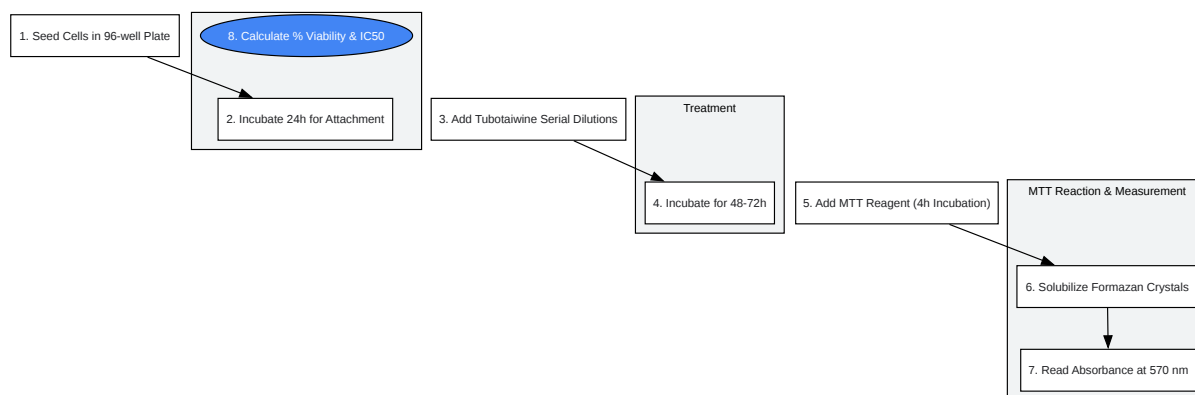 1. Seed Cells in 96-well Plate
8. Calculate % Viability & IC50
2. Incubate 24h for Attachment
3. Add Tubotaiwine Serial Dilutions
Treatment
4. Incubate for 48-72h
5. Add MTT Reagent (4h Incubation)
MTT Reaction & Measurement
6. Solubilize Formazan Crystals
7. Read Absorbance at 570 nm